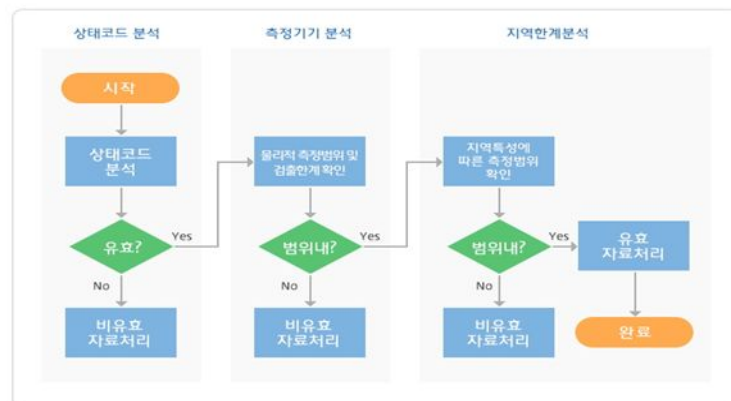 상태코드 분석
측정기기 분석
지역한계분석
시작
상태코드
분석
유효?
Yes
No
비유효
자료처리
물리적 측정범위 및
검출한계 확인
범위내?
Yes
No
비유효
자료처리
지역특성에
따른 측정범위
확인
범위내?
Yes
No
비유효
자료처리
유효
자료처리
완료